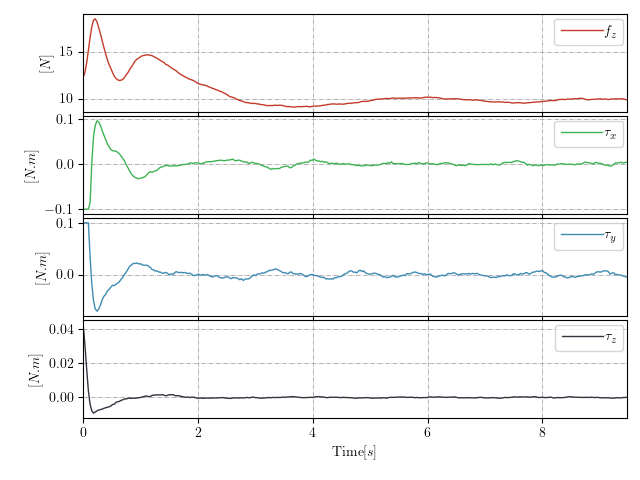 [N]
15
10
f_z
[N.m]
0.1
0.0
−0.1
τ_x
[N.m]
0.1
0.0
τ_y
[N.m]
0.04
0.02
0.00
τ_z
0 2 4 6 8
Time[s]